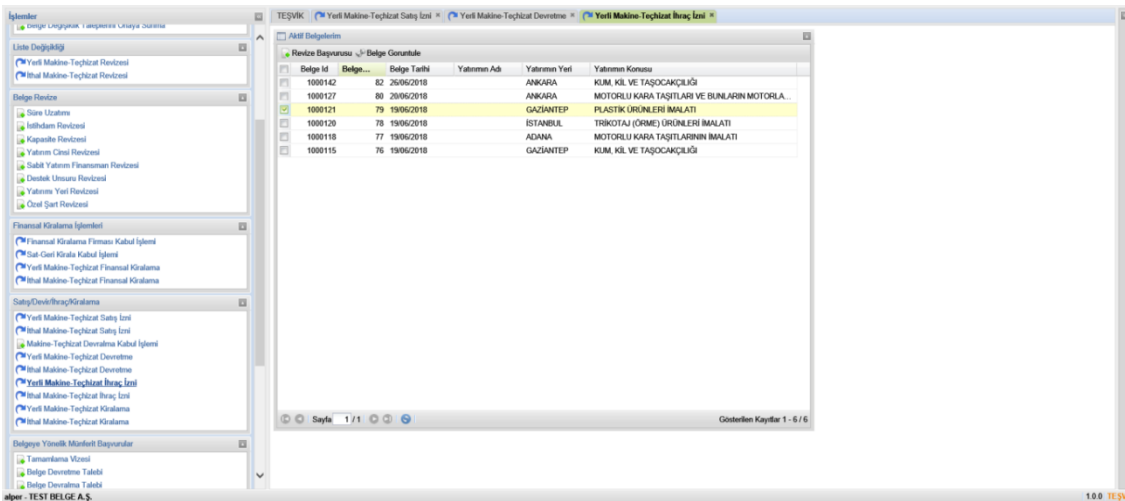 İşlemler
Belge Değişiklik Taleplerini Onaya Sunma
Liste Değişikliği
Yerli Makine-Teçhizat Revizesi
İthal Makine-Teçhizat Revizesi
Belge Revize
Süre Uzatımı
İstihdam Revizesi
Kapasite Revizesi
Yatırım Cinsi Revizesi
Sabit Yatırım Finansman Revizesi
Destek Unsuru Revizesi
Yatırımı Yeri Revizesi
Özel Şart Revizesi
Finansal Kiralama İşlemleri
Finansal Kiralama Firması Kabul İşlemi
Sat-Geri Kirala Kabul İşlemi
Yerli Makine-Teçhizat Finansal Kiralama
İthal Makine-Teçhizat Finansal Kiralama
Satış/Devir/İhraç/Kiralama
Yerli Makine-Teçhizat Satış İzni
İthal Makine-Teçhizat Satış İzni
Makine-Teçhizat Devralma Kabul İşlemi
Yerli Makine-Teçhizat Devretme
İthal Makine-Teçhizat Devretme
Yerli Makine-Teçhizat İhraç İzni
İthal Makine-Teçhizat İhraç İzni
Yerli Makine-Teçhizat Kiralama
İthal Makine-Teçhizat Kiralama
Belgeye Yönelik Münferit Başvurular
Tamamlama Vizesi
Belge Devretme Talebi
Belge Devralma Talebi
TEŞVİK Yerli Makine-Teçhizat Satış İzni Yerli Makine-Teçhizat Devretme Yerli Makine-Teçhizat İhraç İzni
Aktif Belgelerim
Revize Başvurusu Belge Goruntule
Belge Id Belge... Belge Tarihi Yatırımın Adı Yatırımın Yeri Yatırımın Konusu
1000142 82 26/06/2018 ANKARA KUM, KİL VE TAŞOCAKÇILIĞI
1000127 80 20/06/2018 ANKARA MOTORLU KARA TAŞITLARI VE BUNLARIN MOTORLA...
1000121 79 19/06/2018 GAZİANTEP PLASTİK ÜRÜNLERİ İMALATI
1000120 78 19/06/2018 İSTANBUL TRİKOTAJ (ÖRME) ÜRÜNLERİ İMALATI
1000118 77 19/06/2018 ADANA MOTORLU KARA TAŞITLARININ İMALATI
1000115 76 19/06/2018 GAZİANTEP KUM, KİL VE TAŞOCAKÇILIĞI
Sayfa 1 / 1 Gösterilen Kayıtlar 1 - 6 / 6
alper - TEST BELGE A.Ş. 1.0.0 TEŞV